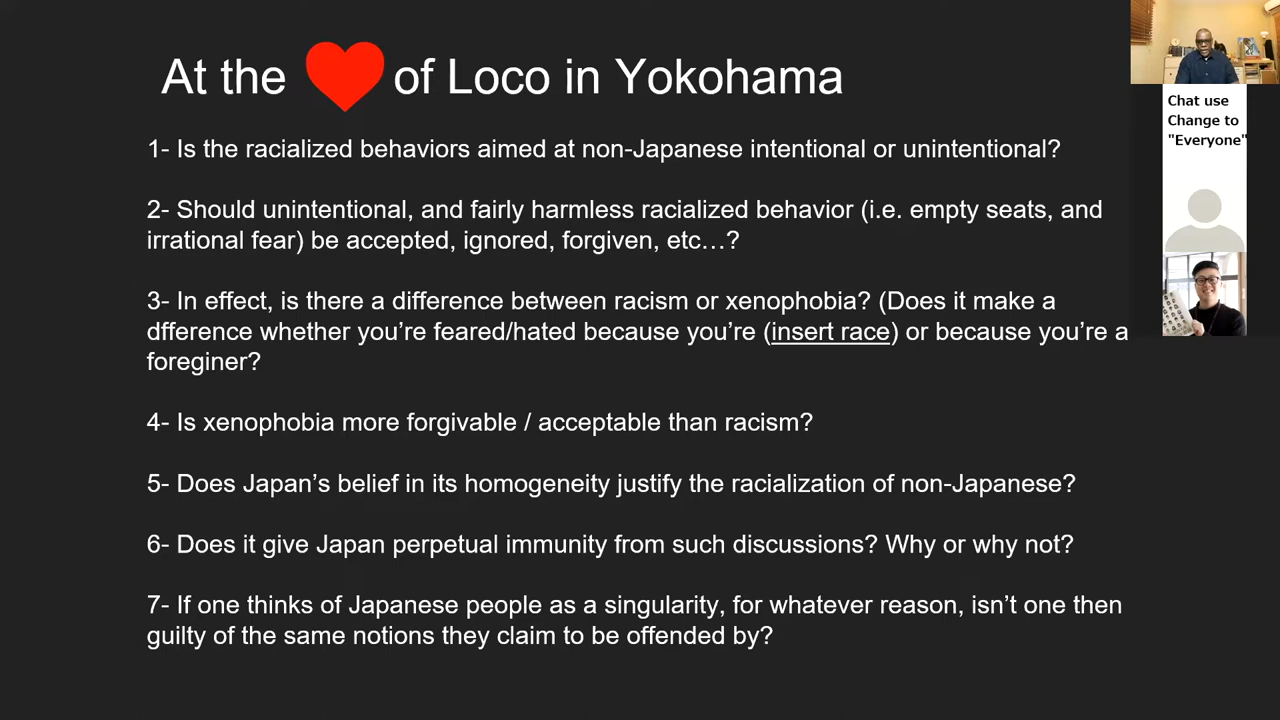 At the of Loco in Yokohama
Chat use
Change to
"Everyone"
1- Is the racialized behaviors aimed at non-Japanese intentional or unintentional?
2- Should unintentional, and fairly harmless racialized behavior (i.e. empty seats, and
irrational fear) be accepted, ignored, forgiven, etc…?
3- In effect, is there a difference between racism or xenophobia? (Does it make a
dfference whether you’re feared/hated because you’re (insert race) or because you’re a
foreginer?
4- Is xenophobia more forgivable / acceptable than racism?
5- Does Japan’s belief in its homogeneity justify the racialization of non-Japanese?
6- Does it give Japan perpetual immunity from such discussions? Why or why not?
7- If one thinks of Japanese people as a singularity, for whatever reason, isn’t one then
guilty of the same notions they claim to be offended by?